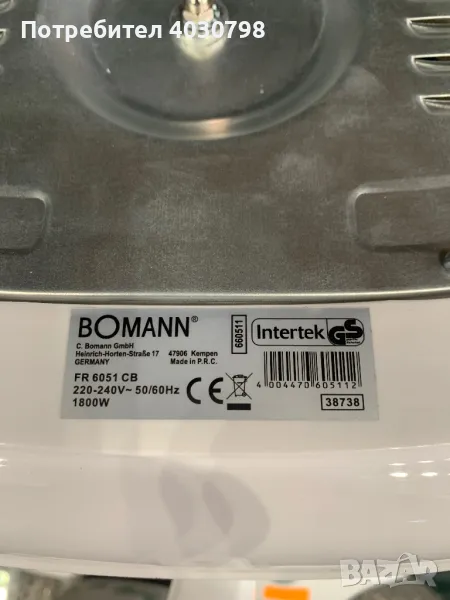 Потребител 4030798
BOMANN®
C. Bomann GmbH
Heinrich-Horten-Straße 17 47906 Kempen
GERMANY Made in P.R.C.
FR 6051 CB
220-240V~ 50/60Hz
1800W
CE
660511
Intertek GS
4 004470 605112
38738
BAZAR